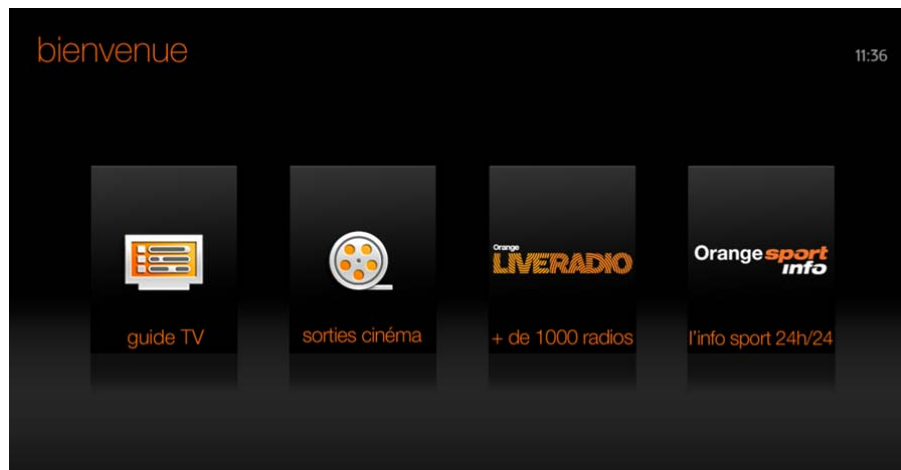 bienvenue
11:36
Orange
LIVERADIO
Orange sport
info
guide TV
sorties cinéma
+ de 1000 radios
l'info sport 24h/24